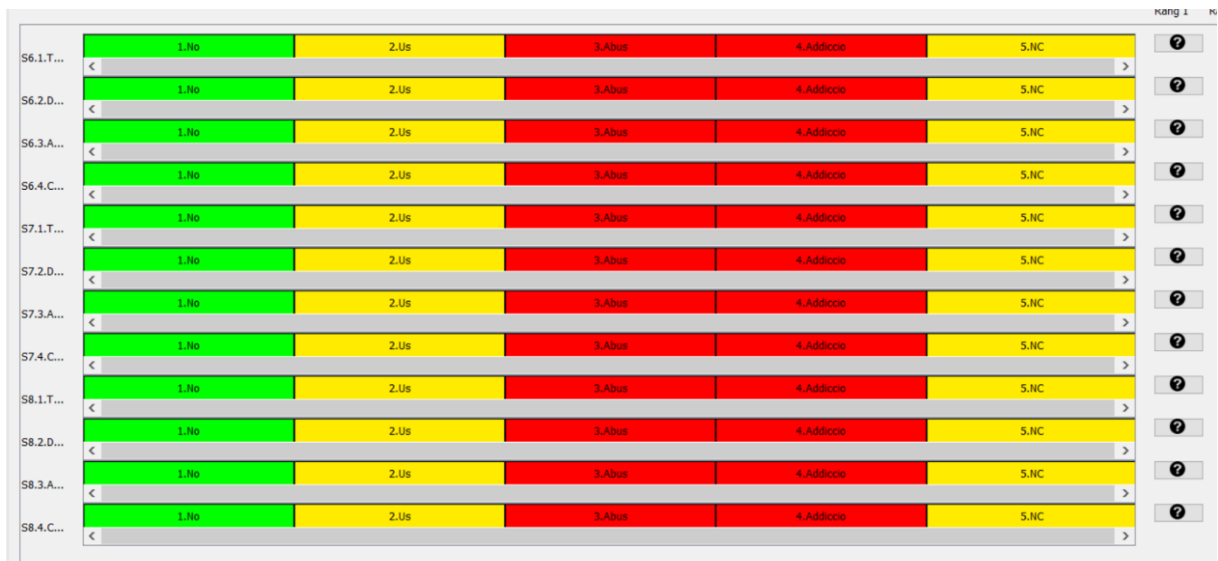 Rang 1 R
S6.1.T... 1.No 2.Us 3.Abus 4.Addiccio 5.NC
S6.2.D... 1.No 2.Us 3.Abus 4.Addiccio 5.NC
S6.3.A... 1.No 2.Us 3.Abus 4.Addiccio 5.NC
S6.4.C... 1.No 2.Us 3.Abus 4.Addiccio 5.NC
S7.1.T... 1.No 2.Us 3.Abus 4.Addiccio 5.NC
S7.2.D... 1.No 2.Us 3.Abus 4.Addiccio 5.NC
S7.3.A... 1.No 2.Us 3.Abus 4.Addiccio 5.NC
S7.4.C... 1.No 2.Us 3.Abus 4.Addiccio 5.NC
S8.1.T... 1.No 2.Us 3.Abus 4.Addiccio 5.NC
S8.2.D... 1.No 2.Us 3.Abus 4.Addiccio 5.NC
S8.3.A... 1.No 2.Us 3.Abus 4.Addiccio 5.NC
S8.4.C... 1.No 2.Us 3.Abus 4.Addiccio 5.NC